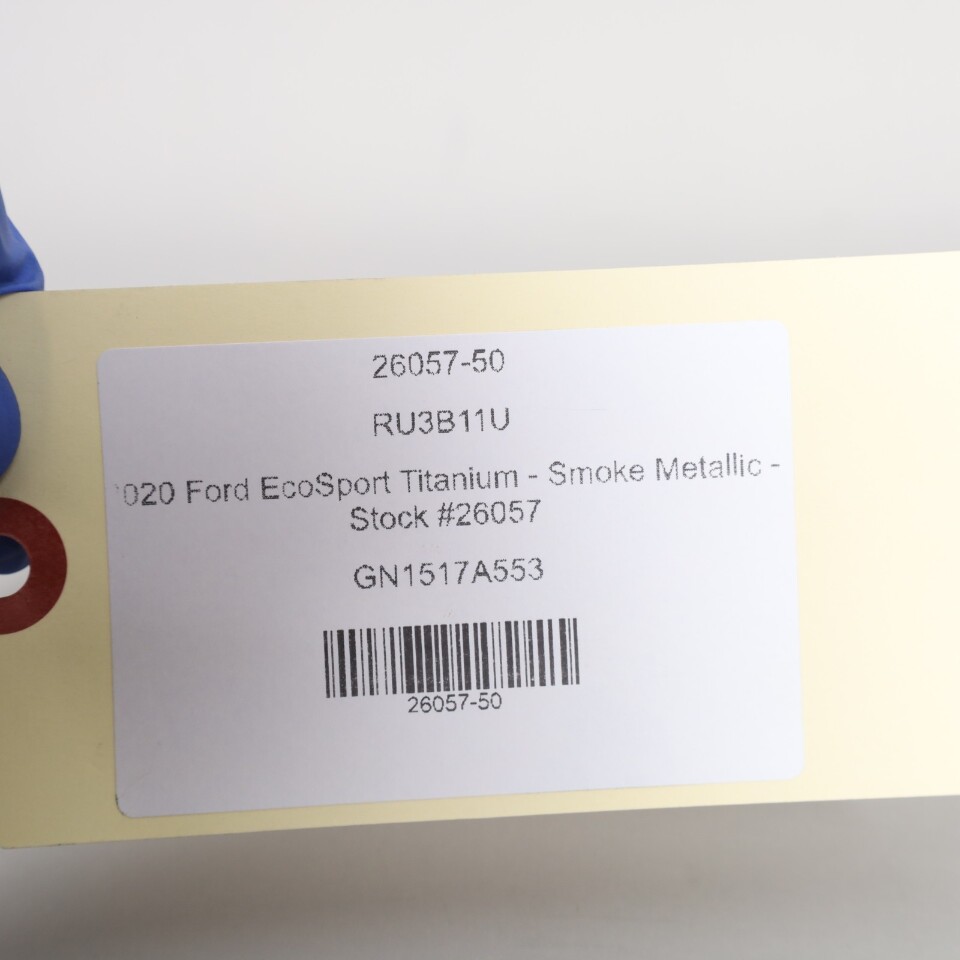 26057-50
RU3B11U
020 Ford EcoSport Titanium - Smoke Metallic -
Stock #26057
GN1517A553
26057-50